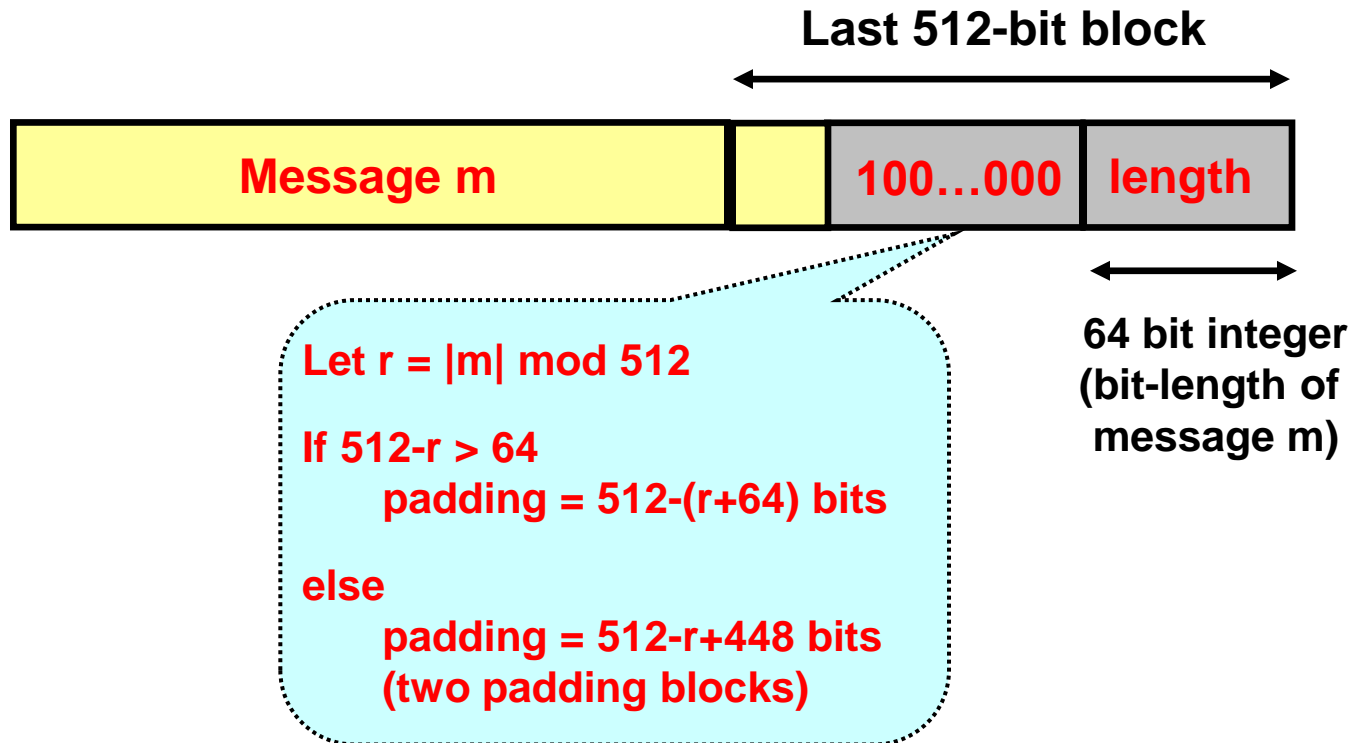 Last 512-bit block
Message m
100…000
length
Let r = |m| mod 512
If 512-r > 64
padding = 512-(r+64) bits
else
padding = 512-r+448 bits
(two padding blocks)
64 bit integer
(bit-length of
message m)